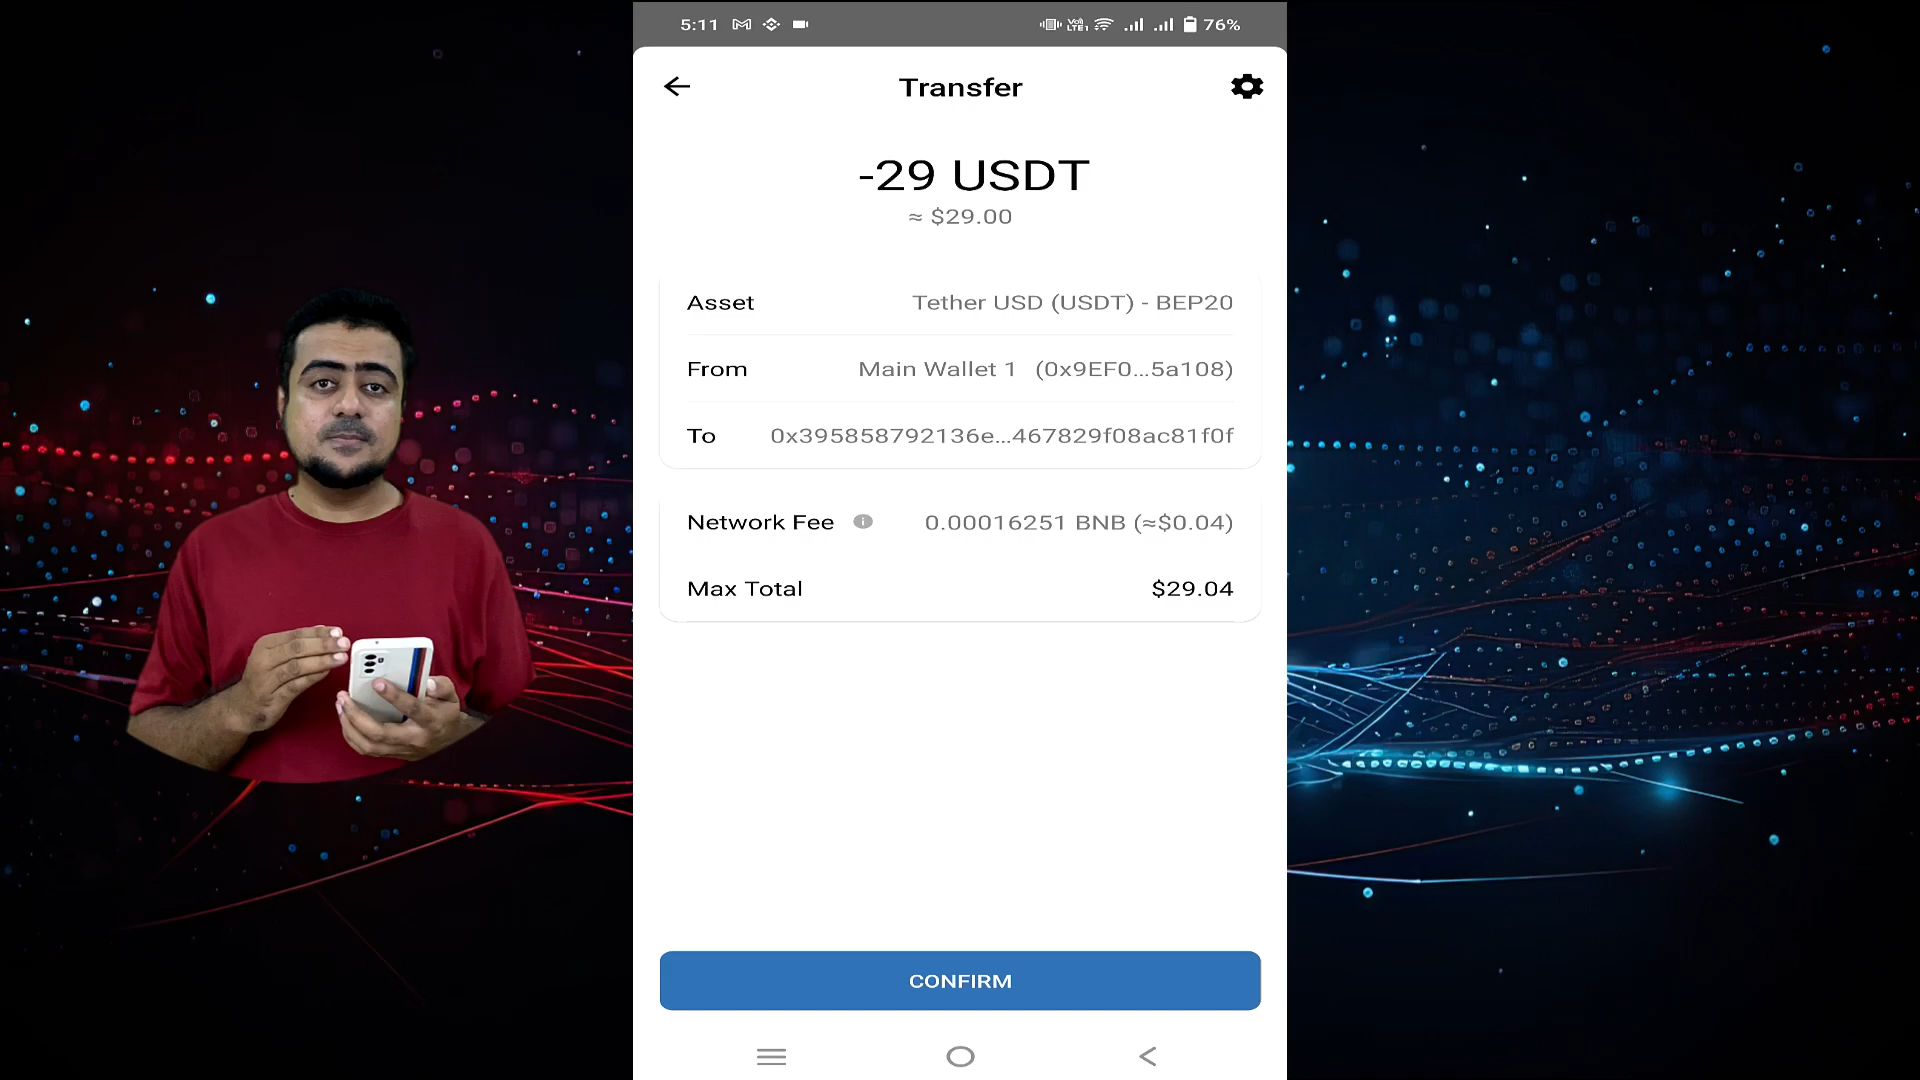 5:11 76%
Transfer
-29 USDT
≈ $29.00
Asset Tether USD (USDT) - BEP20
From Main Wallet 1 (0x9EF0...5a108)
To 0x395858792136e...467829f08ac81f0f
Network Fee 0.00016251 BNB (≈$0.04)
Max Total $29.04
CONFIRM